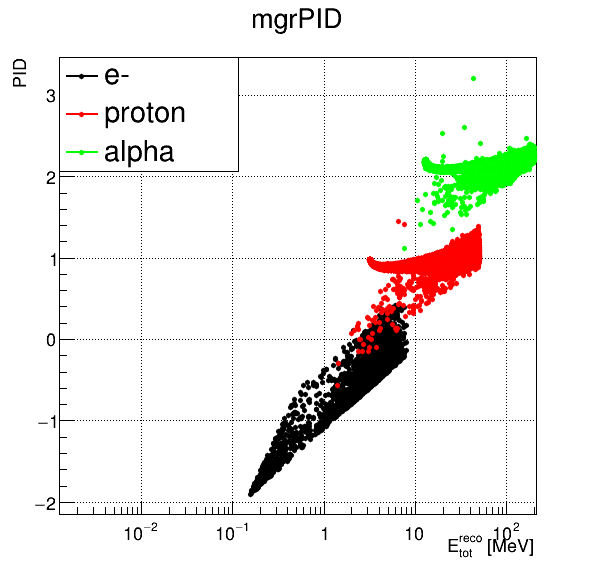 mgrPID
PID
e-
proton
alpha
3
2
1
0
−1
−2
10⁻² 10⁻¹ 1 10 10²
E_tot^reco [MeV]